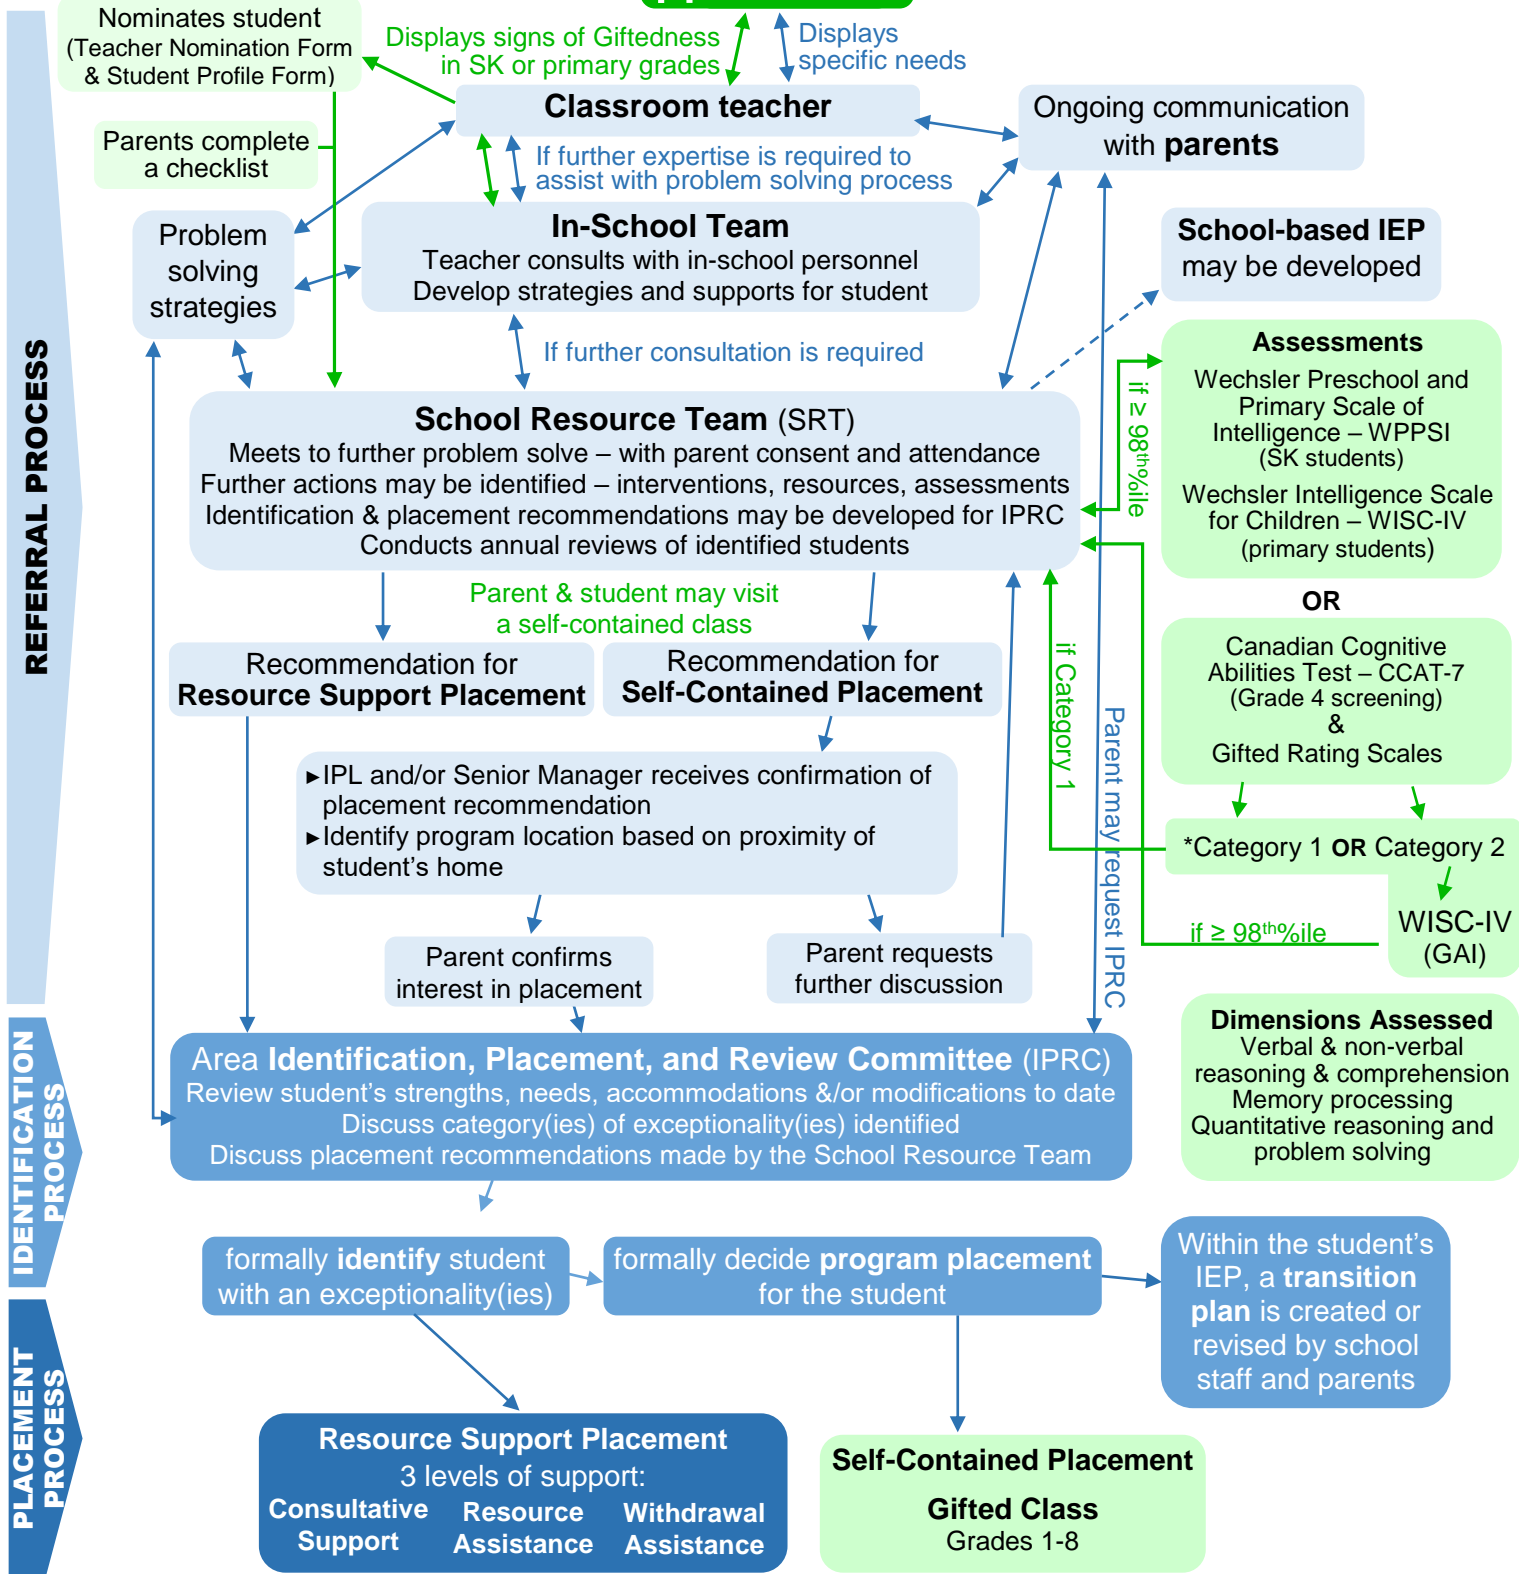 Nominates student
(Teacher Nomination Form
& Student Profile Form)
Displays signs of Giftedness
in SK or primary grades
Displays
specific needs
Classroom teacher
Ongoing communication
with parents
Parents complete
a checklist
If further expertise is required to
assist with problem solving process
Problem
solving
strategies
In-School Team
Teacher consults with in-school personnel
Develop strategies and supports for student
School-based IEP
may be developed
If further consultation is required
REFERRAL PROCESS
School Resource Team (SRT)
Meets to further problem solve – with parent consent and attendance
Further actions may be identified – interventions, resources, assessments
Identification & placement recommendations may be developed for IPRC
Conducts annual reviews of identified students
if ≥ 98th%ile
Assessments
Wechsler Preschool and
Primary Scale of
Intelligence – WPPSI
(SK students)
Wechsler Intelligence Scale
for Children – WISC-IV
(primary students)
OR
Canadian Cognitive
Abilities Test – CCAT-7
(Grade 4 screening)
&
Gifted Rating Scales
*Category 1 OR Category 2
WISC-IV
(GAI)
if ≥ 98th%ile
if Category 1
Parent may request IPRC
Parent & student may visit
a self-contained class
Recommendation for
Resource Support Placement
Recommendation for
Self-Contained Placement
►IPL and/or Senior Manager receives confirmation of
placement recommendation
►Identify program location based on proximity of
student's home
Parent confirms
interest in placement
Parent requests
further discussion
Dimensions Assessed
Verbal & non-verbal
reasoning & comprehension
Memory processing
Quantitative reasoning and
problem solving
IDENTIFICATION
PROCESS
Area Identification, Placement, and Review Committee (IPRC)
Review student's strengths, needs, accommodations &/or modifications to date
Discuss category(ies) of exceptionality(ies) identified
Discuss placement recommendations made by the School Resource Team
formally identify student
with an exceptionality(ies)
formally decide program placement
for the student
Within the student's
IEP, a transition
plan is created or
revised by school
staff and parents
PLACEMENT
PROCESS
Resource Support Placement
3 levels of support:
Consultative
Support
Resource
Assistance
Withdrawal
Assistance
Self-Contained Placement
Gifted Class
Grades 1-8